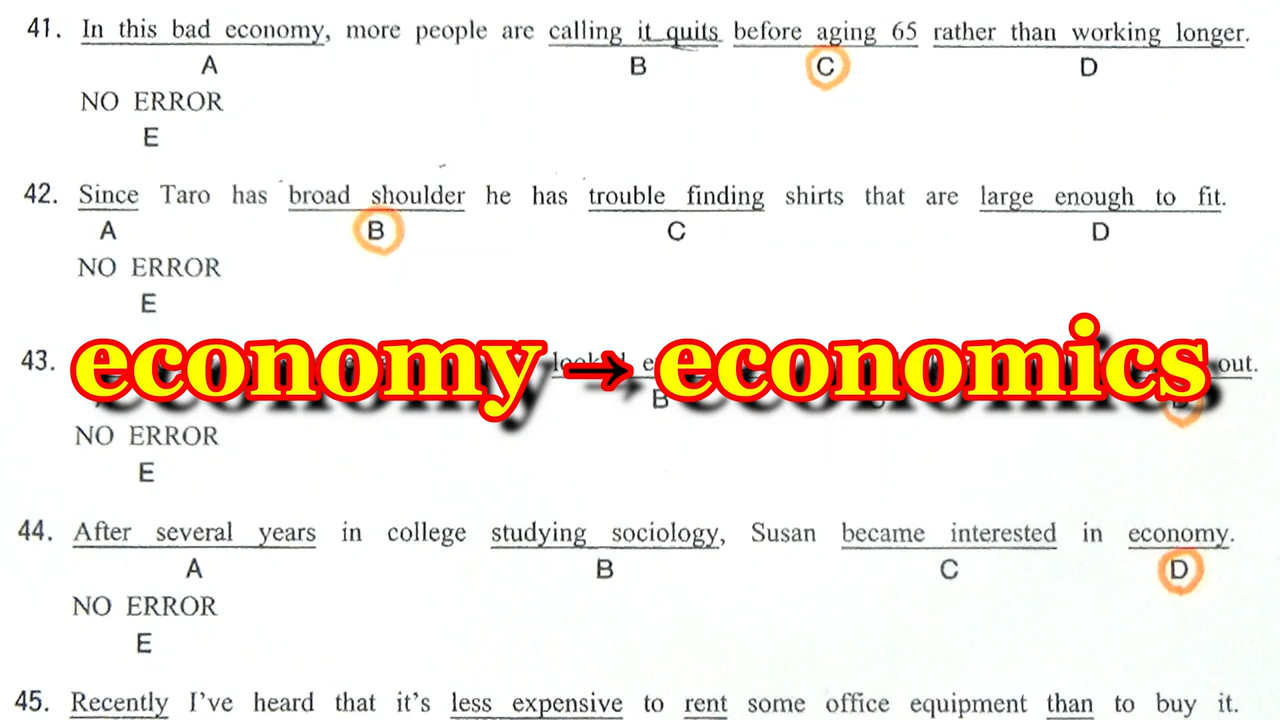 41. In this bad economy, more people are calling it quits before aging 65 rather than working longer.
A B C D
NO ERROR
E
42. Since Taro has broad shoulder he has trouble finding shirts that are large enough to fit.
A B C D
NO ERROR
E
economy → economics
43. out.
B
NO ERROR
E
44. After several years in college studying sociology, Susan became interested in economy.
A B C D
NO ERROR
E
45. Recently I've heard that it's less expensive to rent some office equipment than to buy it.